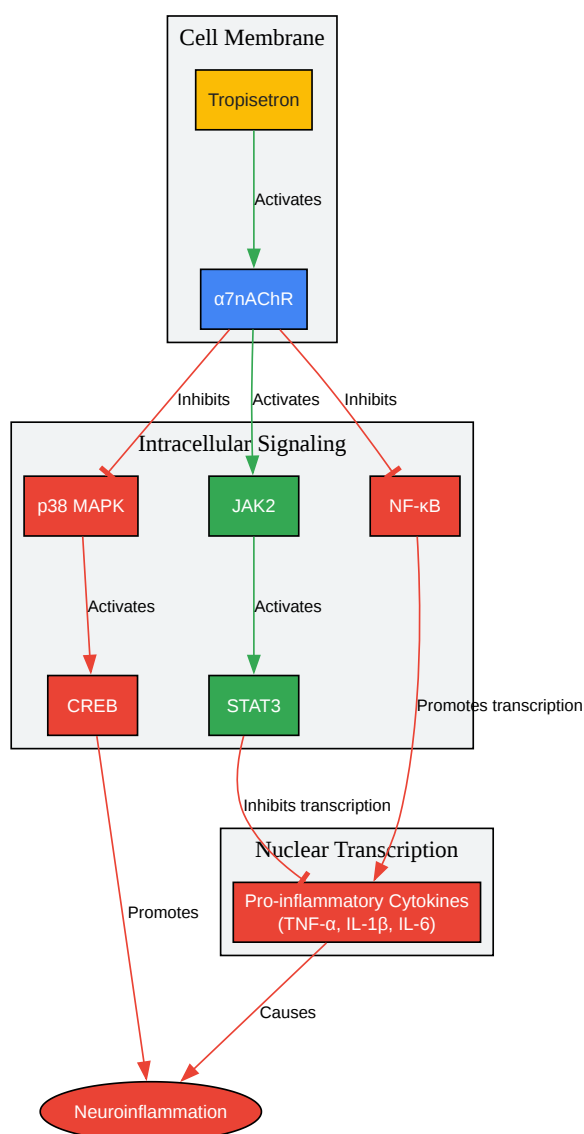 Cell Membrane
Tropisetron
Activates
α7nAChR
Inhibits
Activates
Inhibits
Intracellular Signaling
p38 MAPK
JAK2
NF-κB
Activates
Activates
CREB
STAT3
Promotes transcription
Inhibits transcription
Nuclear Transcription
Pro-inflammatory Cytokines
(TNF-α, IL-1β, IL-6)
Promotes
Causes
Neuroinflammation